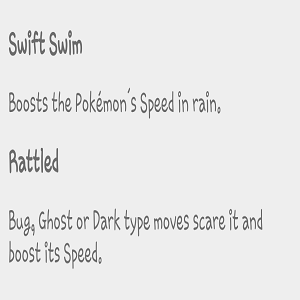 Swift Swim
Boosts the Pokémon´s Speed in rain.
Rattled
Bug, Ghost or Dark type moves scare it and
boost its Speed.